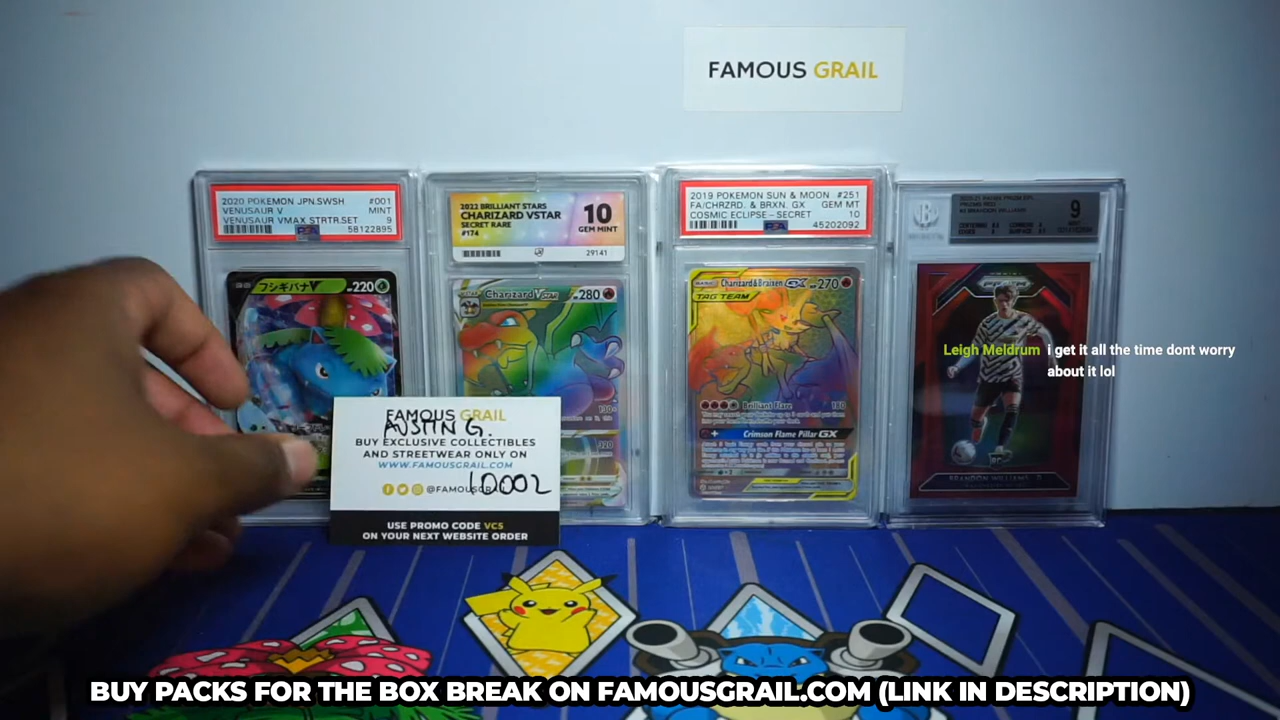 FAMOUS GRAIL
2020 POKEMON JPN.SWSH #001
VENUSAUR V MINT
VENUSAUR VMAX STRTR.SET 9
PSA 58122895
2022 BRILLIANT STARS
CHARIZARD VSTAR
SECRET RARE
#174
10
GEM MINT
29141
2019 POKEMON SUN & MOON #251
FA/CHRZRD. & BRXN. GX GEM MT
COSMIC ECLIPSE - SECRET 10
PSA 45202092
9
フシギバナV 220
Charizard VSTAR 280
130
320
Charizard & Braixen GX 270
TAG TEAM
Brilliant Flare 180
Crimson Flame Pillar GX
PRIZM
BRANDON WILLIAMS
Leigh Meldrum i get it all the time dont worry
about it lol
FAMOUS GRAIL
AUSTIN G.
BUY EXCLUSIVE COLLECTIBLES
AND STREETWEAR ONLY ON
WWW.FAMOUSGRAIL.COM
@FAMOUSGRAIL
10002
USE PROMO CODE VC5
ON YOUR NEXT WEBSITE ORDER
BUY PACKS FOR THE BOX BREAK ON FAMOUSGRAIL.COM (LINK IN DESCRIPTION)